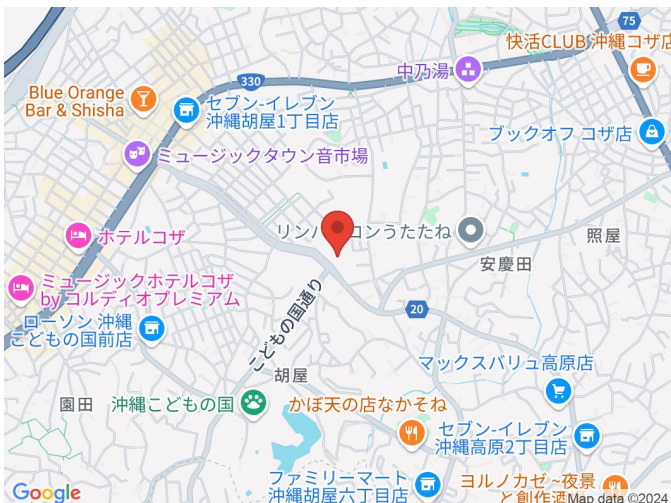 75
快活CLUB 沖縄コザ店
中乃湯
330
Blue Orange
Bar & Shisha
セブン-イレブン
沖縄胡屋1丁目店
ブックオフ コザ店
ミュージックタウン音市場
ホテルコザ
うたたね
照屋
安慶田
ミュージックホテルコザ
by コルディオプレミアム
こどもの国通り
20
ローソン 沖縄
こどもの国前店
マックスバリュ高原店
胡屋
園田
沖縄こどもの国
かぼ天の店なかそね
セブン-イレブン
沖縄高原2丁目店
ファミリーマート
沖縄胡屋六丁目店
ヨルノカゼ ~夜景
と創作
Google
Map data ©2024